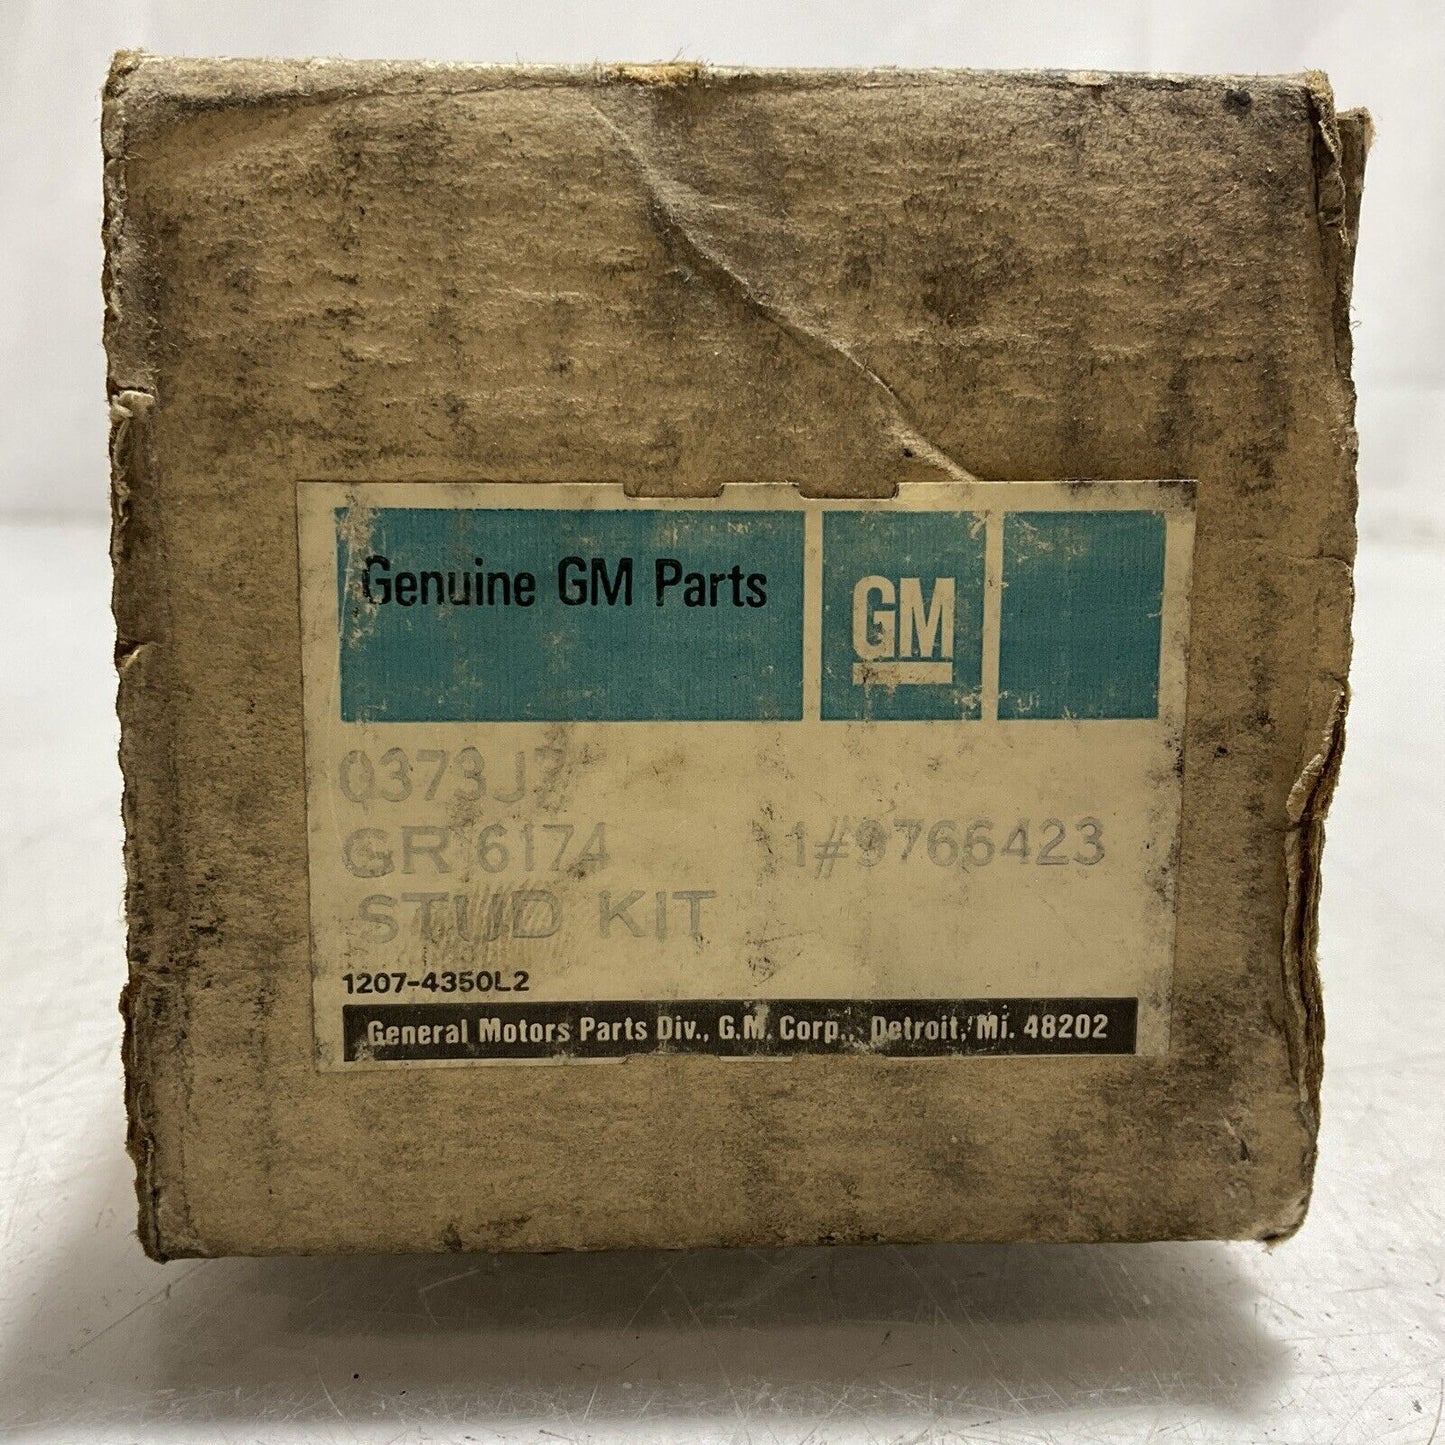 Genuine GM Parts
GM
0373J7
GR 6174 1#9766423
STUD KIT
1207-4350L2
General Motors Parts Div., G.M. Corp., Detroit, Mi. 48202